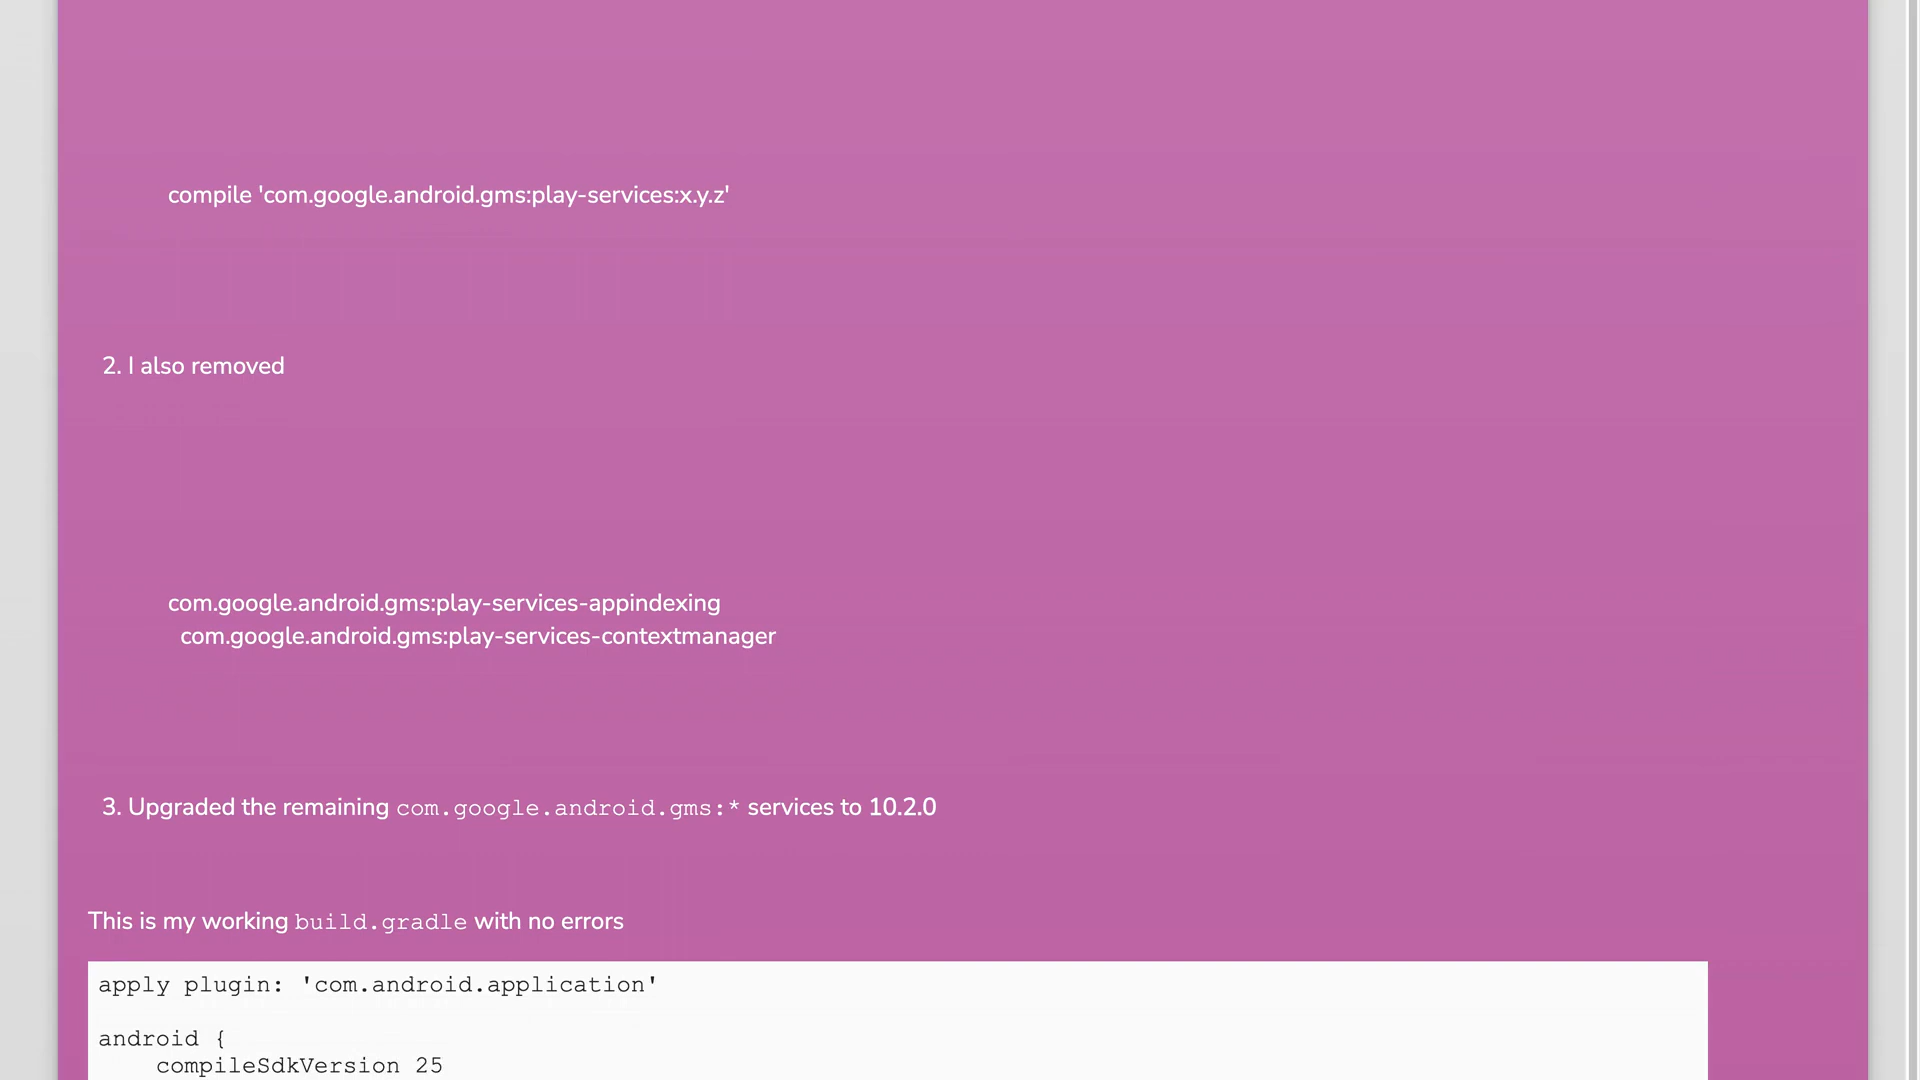 compile 'com.google.android.gms:play-services:x.y.z'
2. I also removed
com.google.android.gms:play-services-appindexing
com.google.android.gms:play-services-contextmanager
3. Upgraded the remaining com.google.android.gms:* services to 10.2.0
This is my working build.gradle with no errors
apply plugin: 'com.android.application'
android {
compileSdkVersion 25